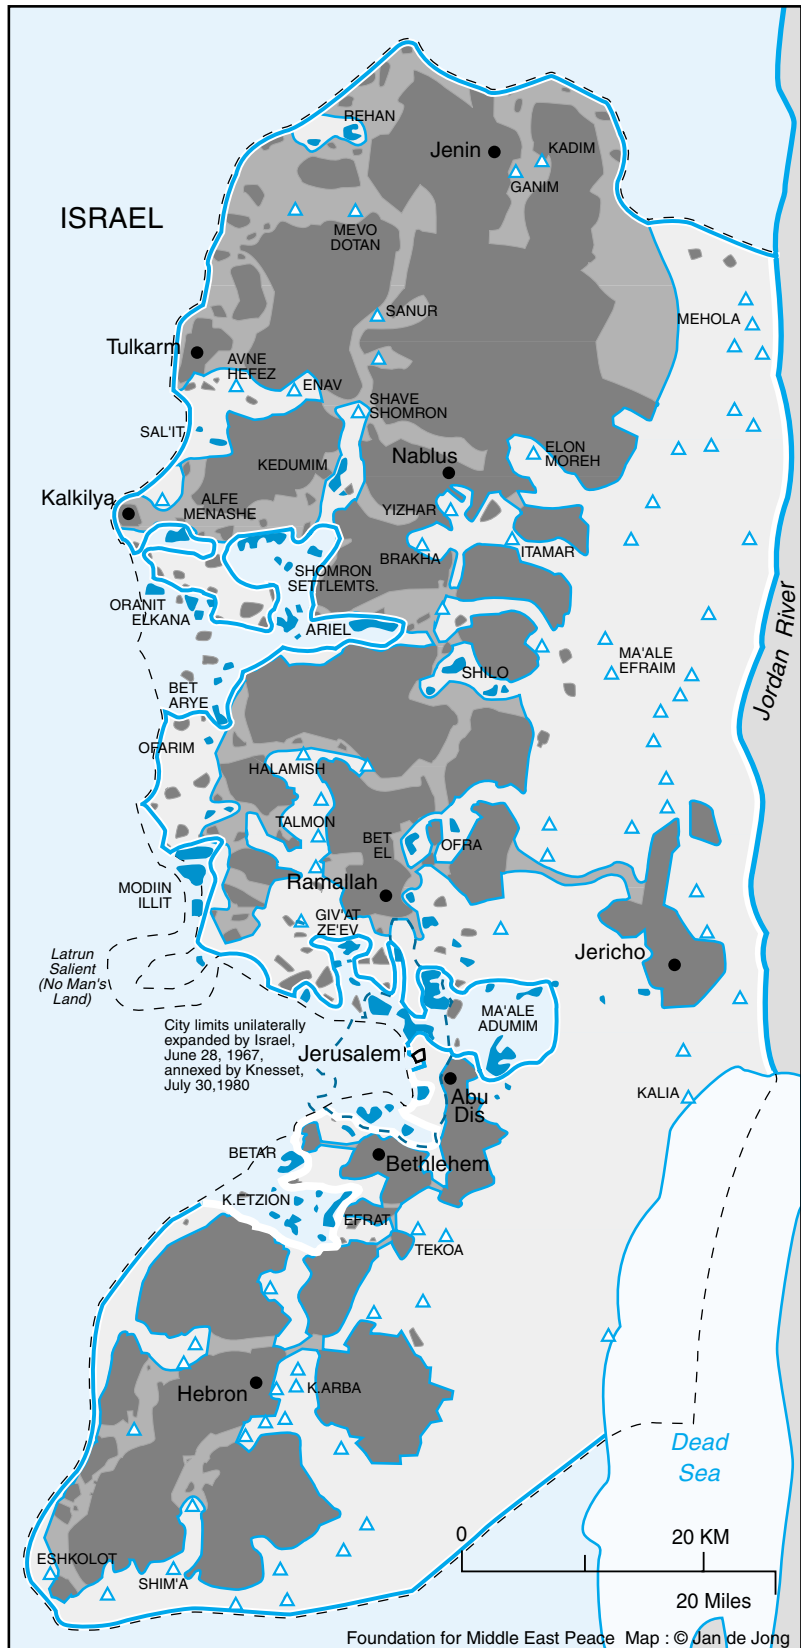 REHAN
Jenin
KADIM
GANIM
ISRAEL
MEVO
DOTAN
SANUR
MEHOLA
Tulkarm
AVNE
HEFEZ
ENAV
SHAVE
SHOMRON
SAL'IT
KEDUMIM
Nablus
ELON
MOREH
Kalkilya
ALFE
MENASHE
YIZHAR
BRAKHA
ITAMAR
SHOMRON
SETTLEMTS.
ORANIT
ELKANA
ARIEL
MA'ALE
EFRAIM
Jordan River
SHILO
BET
ARYE
OFARIM
HALAMISH
TALMON
BET
EL
OFRA
MODIIN
ILLIT
Ramallah
GIV'AT
ZE'EV
Jericho
Latrun
Salient
(No Man's
Land)
MA'ALE
ADUMIM
City limits unilaterally
expanded by Israel,
June 28, 1967,
annexed by Knesset,
July 30,1980
Jerusalem
Abu
Dis
KALIA
BETAR
Bethlehem
K.ETZION
EFRAT
TEKOA
Hebron
K.ARBA
Dead
Sea
0
20 KM
20 Miles
ESHKOLOT
SHIM'A
Foundation for Middle East Peace Map : © Jan de Jong